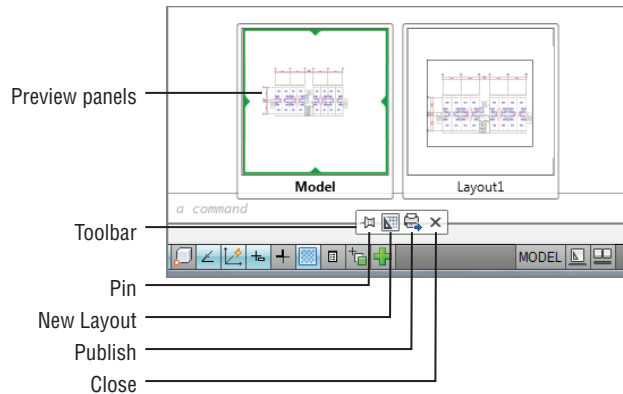 Preview panels
Model
Layout1
a command
Toolbar
MODEL
Pin
New Layout
Publish
Close